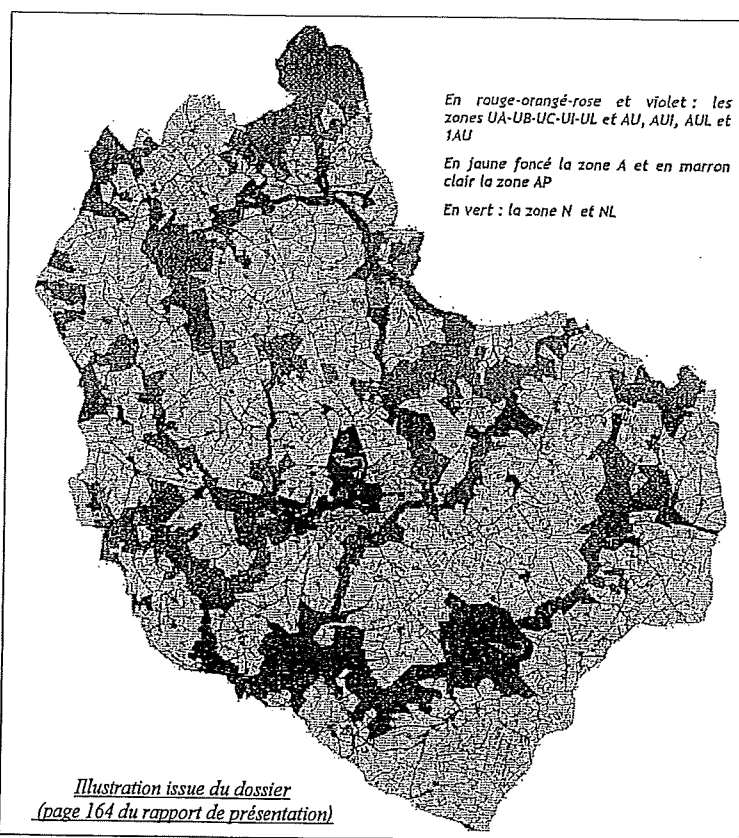 En rouge-orangé-rose et violet : les
zones UA-UB-UC-UI-UL et AU, AUI, AUL et
1AU
En jaune foncé la zone A et en marron
clair la zone AP
En vert : la zone N et NL
Illustration issue du dossier
(page 164 du rapport de présentation)